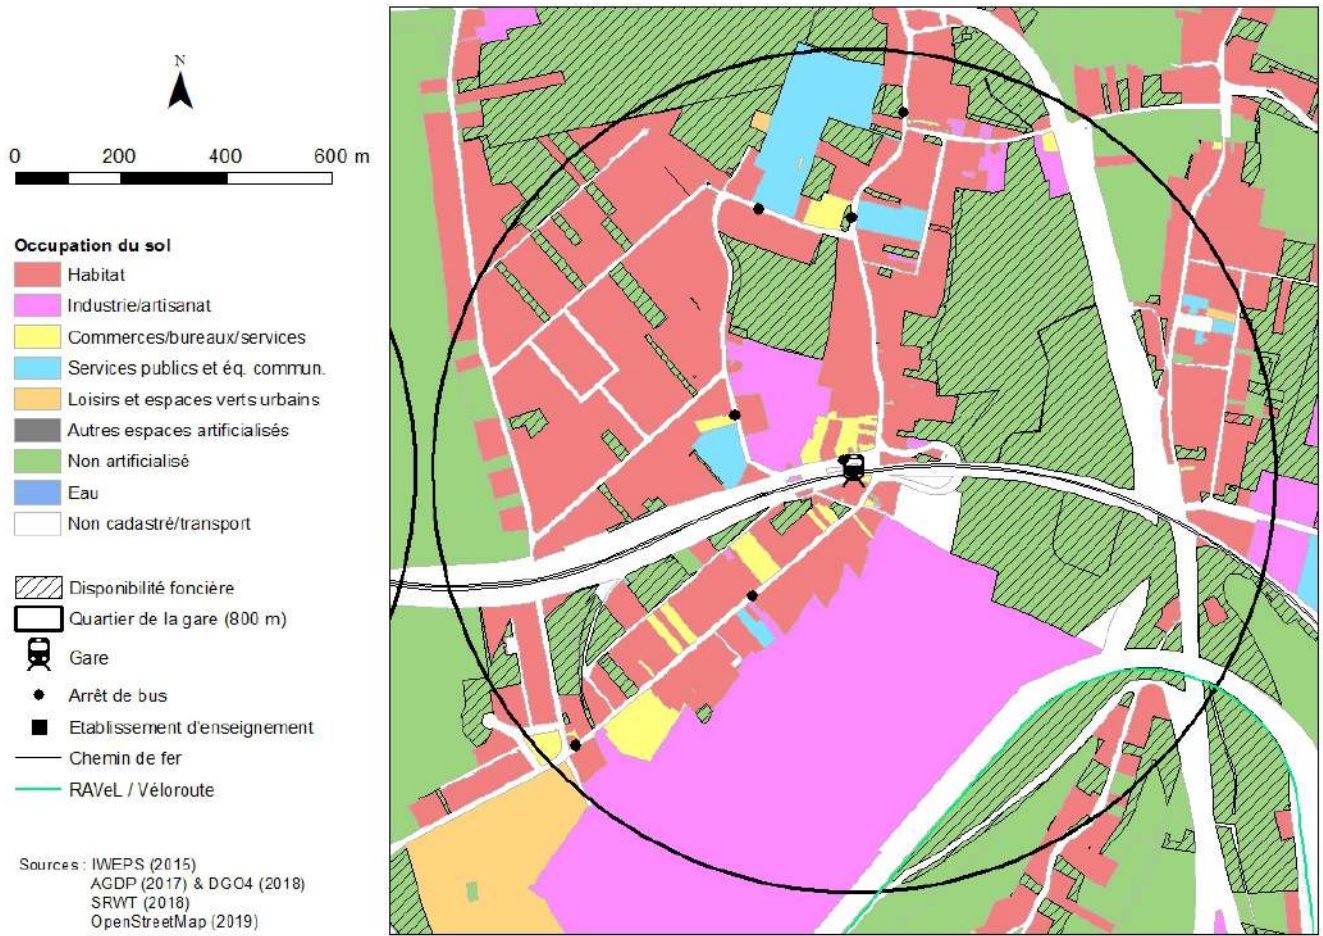 N
0 200 400 600 m
Occupation du sol
Habitat
Industrie/artisanat
Commerces/bureaux/services
Services publics et éq. commun.
Loisirs et espaces verts urbains
Autres espaces artificialisés
Non artificialisé
Eau
Non cadastré/transport
Disponibilité foncière
Quartier de la gare (800 m)
Gare
Arrêt de bus
Etablissement d'enseignement
Chemin de fer
RAVeL / Véloroute
Sources : IWEPS (2015)
AGDP (2017) & DGO4 (2018)
SRWT (2018)
OpenStreetMap (2019)